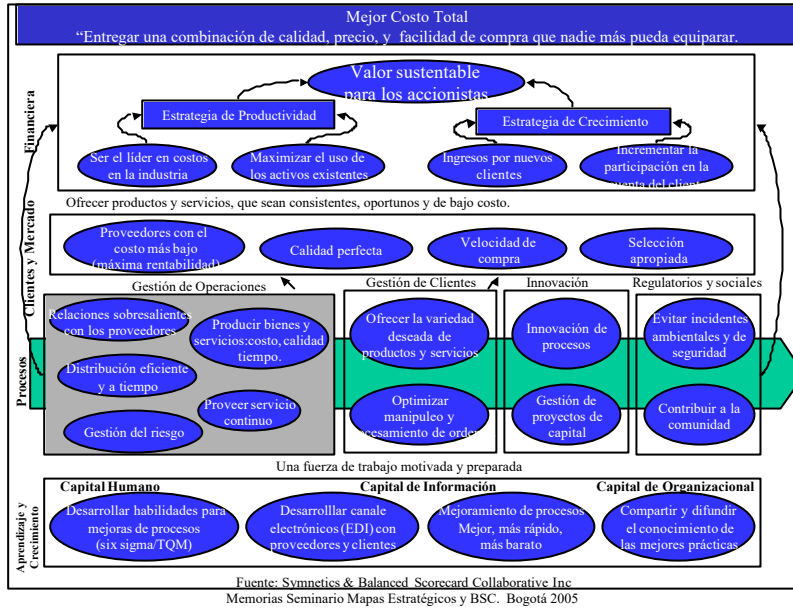 Mejor Costo Total
“Entregar una combinación de calidad, precio, y facilidad de compra que nadie más pueda equiparar.
Financiera
Valor sustentable
para los accionistas
Estrategia de Productividad
Estrategia de Crecimiento
Ser el líder en costos
en la industria
Maximizar el uso de
los activos existentes
Ingresos por nuevos
clientes
Incrementar la
participación en la
del
Ofrecer productos y servicios, que sean consistentes, oportunos y de bajo costo.
Clientes y Mercado
Proveedores con el
costo más bajo
(máxima rentabilidad)
Calidad perfecta
Velocidad de
compra
Selección
apropiada
Gestión de Operaciones
Gestión de Clientes
Innovación
Regulatorios y sociales
Procesos
Relaciones sobresalientes
con los proveedores
Producir bienes y
servicios:costo, calidad
tiempo.
Distribución eficiente
y a tiempo
Proveer servicio
continuo
Gestión del riesgo
Ofrecer la variedad
deseada de
productos y servicios
Optimizar
manipuleo y
de
Innovación de
procesos
Gestión de
proyectos de
capital
Evitar incidentes
ambientales y de
seguridad
Contribuir a la
comunidad
Una fuerza de trabajo motivada y preparada
Aprendizaje y
Crecimiento
Capital Humano
Capital de Información
Capital de Organizacional
Desarrollar habilidades para
mejoras de procesos
(six sigma/TQM)
Desarrolllar canale
electrónicos (EDI) con
proveedores y clientes
Mejoramiento de procesos
Mejor, más rápido,
más barato
Compartir y difundir
el conocimiento de
las mejores prácticas
Fuente: Symnetics & Balanced Scorecard Collaborative Inc
Memorias Seminario Mapas Estratégicos y BSC. Bogotá 2005